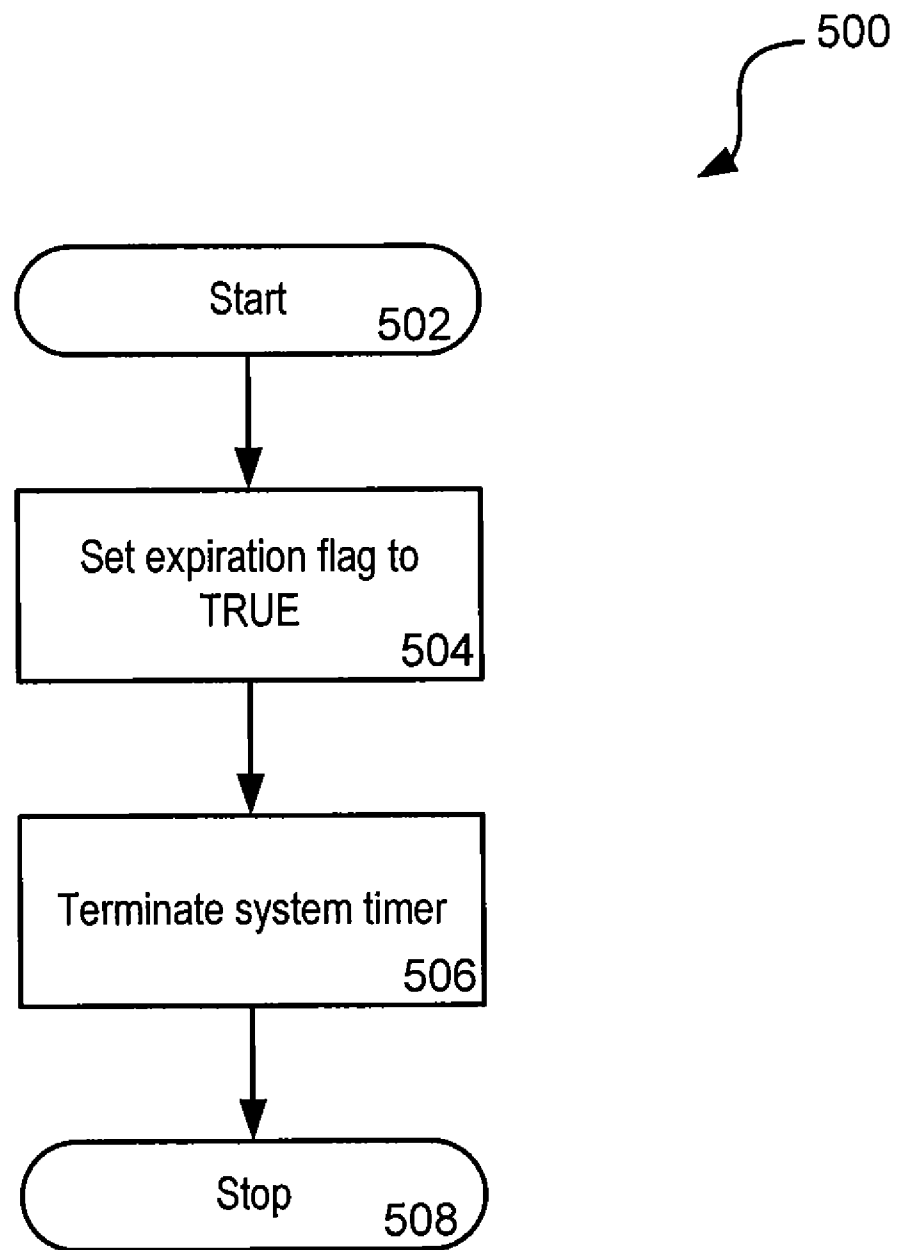 500
Start
502
Set expiration flag to
TRUE
504
Terminate system timer
506
Stop
508